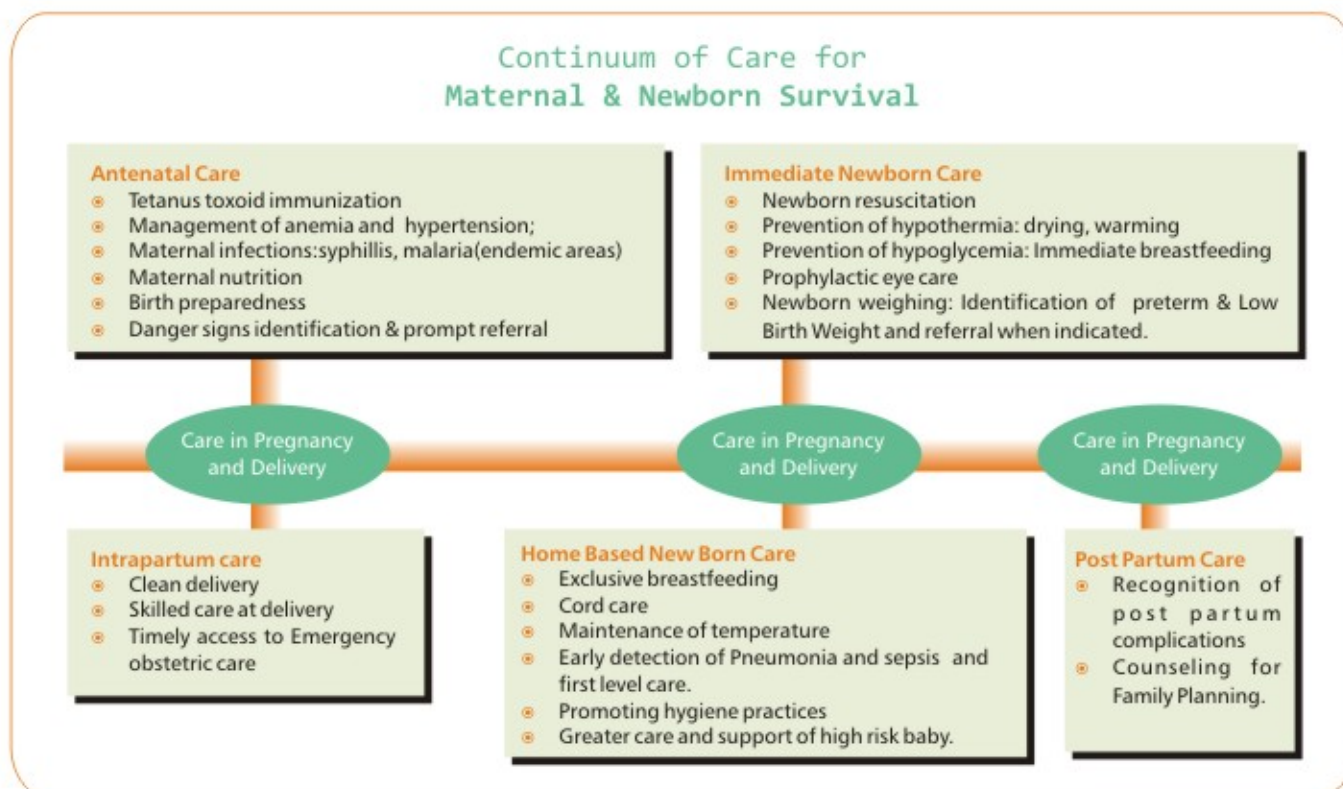 Continuum of Care for
Maternal & Newborn Survival
Antenatal Care
Tetanus toxoid immunization
Management of anemia and hypertension;
Maternal infections:syphillis, malaria(endemic areas)
Maternal nutrition
Birth preparedness
Danger signs identification & prompt referral
Immediate Newborn Care
Newborn resuscitation
Prevention of hypothermia: drying, warming
Prevention of hypoglycemia: Immediate breastfeeding
Prophylactic eye care
Newborn weighing: Identification of preterm & Low
Birth Weight and referral when indicated.
Care in Pregnancy
and Delivery
Care in Pregnancy
and Delivery
Care in Pregnancy
and Delivery
Intrapartum care
Clean delivery
Skilled care at delivery
Timely access to Emergency
obstetric care
Home Based New Born Care
Exclusive breastfeeding
Cord care
Maintenance of temperature
Early detection of Pneumonia and sepsis and
first level care.
Promoting hygiene practices
Greater care and support of high risk baby.
Post Partum Care
Recognition of
post partum
complications
Counseling for
Family Planning.